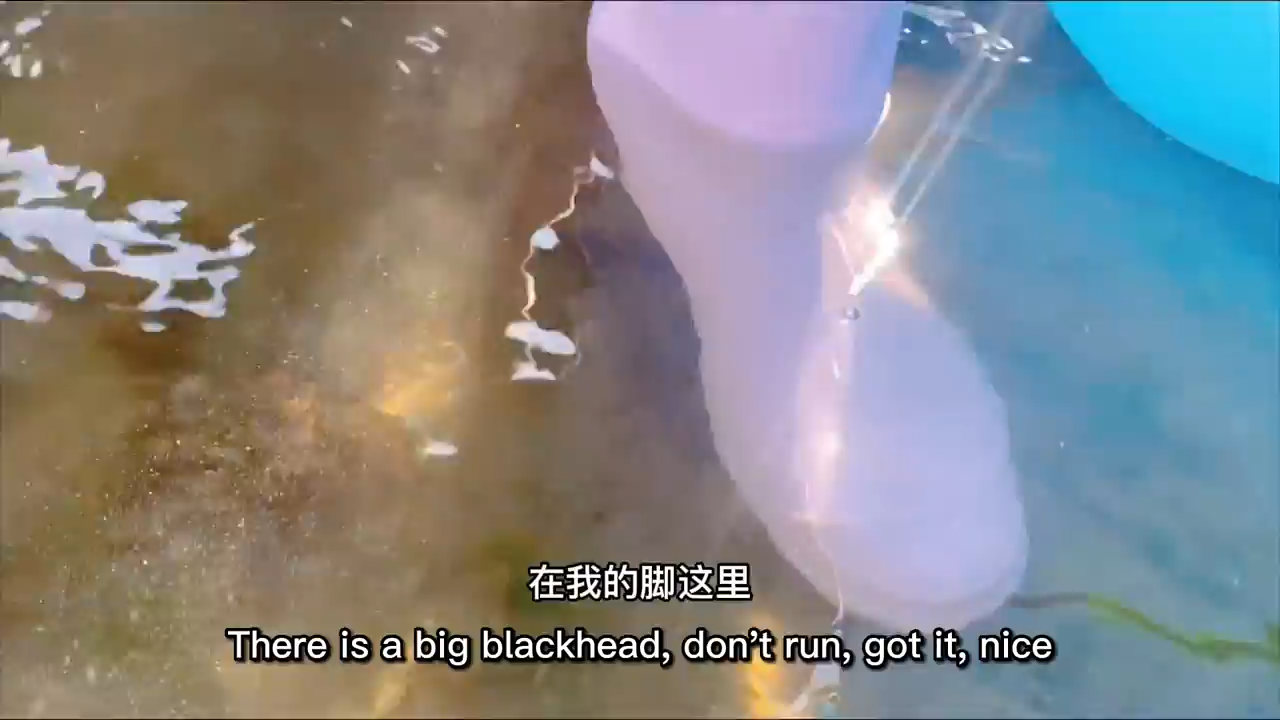 在我的脚这里
There is a big blackhead, don’t run, got it, nice